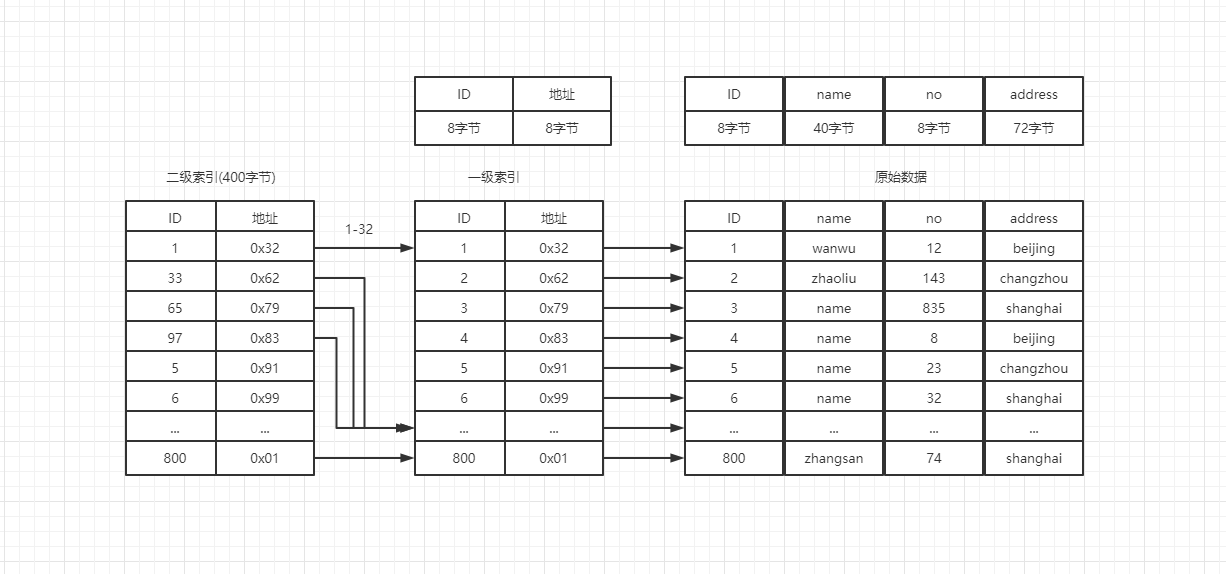 ID 地址
8字节 8字节
ID name no address
8字节 40字节 8字节 72字节
二级索引(400字节)
ID 地址
1 0x32
33 0x62
65 0x79
97 0x83
5 0x91
6 0x99
... ...
800 0x01
1-32
一级索引
ID 地址
1 0x32
2 0x62
3 0x79
4 0x83
5 0x91
6 0x99
... ...
800 0x01
原始数据
ID name no address
1 wanwu 12 beijing
2 zhaoliu 143 changzhou
3 name 835 shanghai
4 name 8 beijing
5 name 23 changzhou
6 name 32 shanghai
... ... ... ...
800 zhangsan 74 shanghai